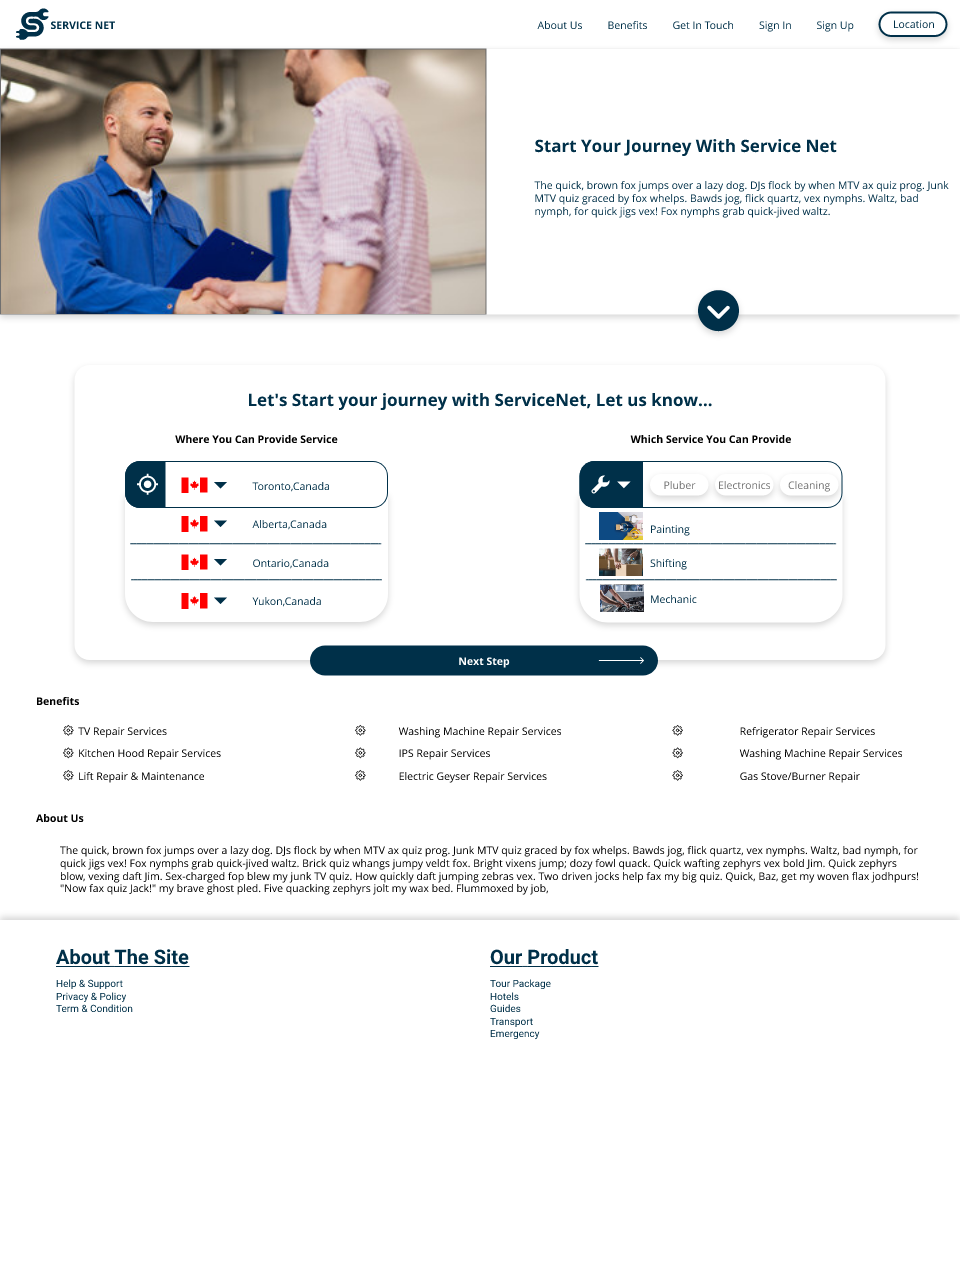 SERVICE NET
About Us
Benefits
Get In Touch
Sign In
Sign Up
Location
Start Your Journey With Service Net
The quick, brown fox jumps over a lazy dog. DJs flock by when MTV ax quiz prog. Junk
MTV quiz graced by fox whelps. Bawds jog, flick quartz, vex nymphs. Waltz, bad
nymph, for quick jigs vex! Fox nymphs grab quick-jived waltz.
Let's Start your journey with ServiceNet, Let us know...
Where You Can Provide Service
Toronto,Canada
Alberta,Canada
Ontario,Canada
Yukon,Canada
Which Service You Can Provide
Pluber
Electronics
Cleaning
Painting
Shifting
Mechanic
Next Step
Benefits
TV Repair Services
Washing Machine Repair Services
Refrigerator Repair Services
Kitchen Hood Repair Services
IPS Repair Services
Washing Machine Repair Services
Lift Repair & Maintenance
Electric Geyser Repair Services
Gas Stove/Burner Repair
About Us
The quick, brown fox jumps over a lazy dog. DJs flock by when MTV ax quiz prog. Junk MTV quiz graced by fox whelps. Bawds jog, flick quartz, vex nymphs. Waltz, bad nymph, for
quick jigs vex! Fox nymphs grab quick-jived waltz. Brick quiz whangs jumpy veldt fox. Bright vixens jump; dozy fowl quack. Quick wafting zephyrs vex bold Jim. Quick zephyrs
blow, vexing daft Jim. Sex-charged fop blew my junk TV quiz. How quickly daft jumping zebras vex. Two driven jocks help fax my big quiz. Quick, Baz, get my woven flax jodhpurs!
"Now fax quiz Jack!" my brave ghost pled. Five quacking zephyrs jolt my wax bed. Flummoxed by job,
About The Site
Help & Support
Privacy & Policy
Term & Condition
Our Product
Tour Package
Hotels
Guides
Transport
Emergency